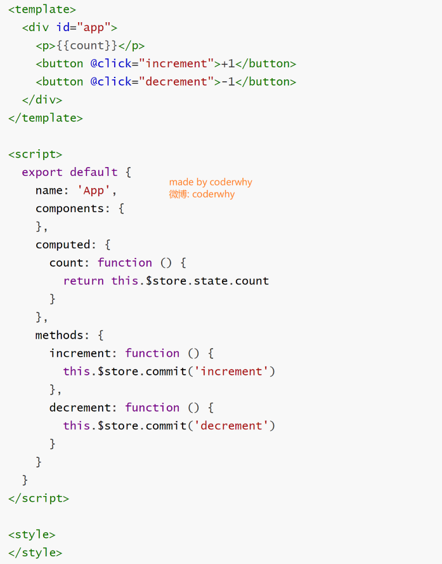 <template>
  <div id="app">
    <p>{{count}}</p>
    <button @click="increment">+1</button>
    <button @click="decrement">-1</button>
  </div>
</template>

<script>
  export default {
    name: 'App',
made by coderwhy
微博: coderwhy
    components: {
    },
    computed: {
      count: function () {
        return this.$store.state.count
      }
    },
    methods: {
      increment: function () {
        this.$store.commit('increment')
      },
      decrement: function () {
        this.$store.commit('decrement')
      }
    }
  }
</script>

<style>
</style>